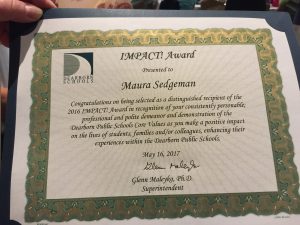 DEARBORN
SCHOOLS
IMPACT! Award
Presented to
Maura Sedgeman
Congratulations on being selected as a distinguished recipient of the
2016 IMPACT! Award in recognition of your consistently personable,
professional and polite demeanor and demonstration of the
Dearborn Public Schools Core Values as you make a positive impact
on the lives of students, families and/or colleagues, enhancing their
experiences within the Dearborn Public Schools.
May 16, 2017
Glenn Maleyko
Glenn Maleyko, Ph.D.
Superintendent